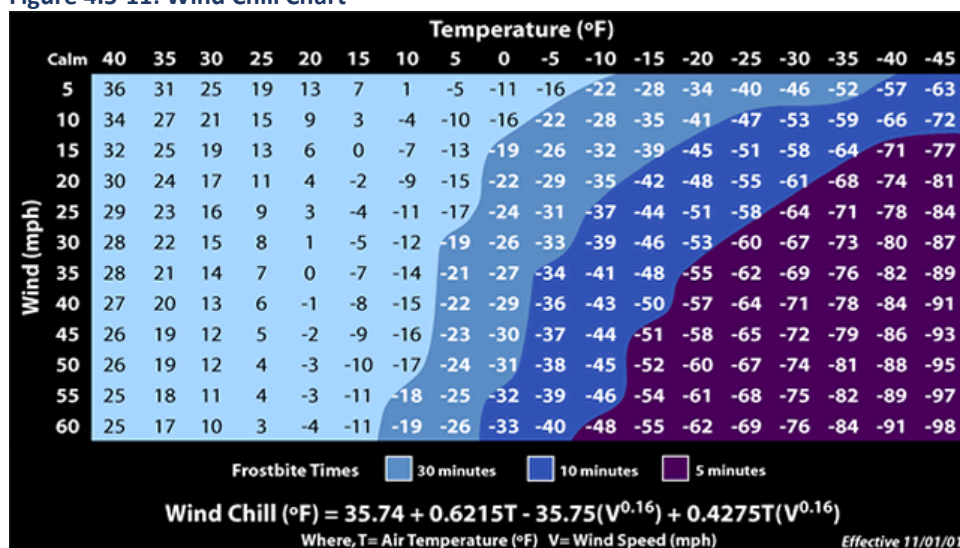 Figure 4.3-11: Wind Chill Chart
Temperature (ºF)
Calm 40 35 30 25 20 15 10 5 0 -5 -10 -15 -20 -25 -30 -35 -40 -45
5 36 31 25 19 13 7 1 -5 -11 -16 -22 -28 -34 -40 -46 -52 -57 -63
10 34 27 21 15 9 3 -4 -10 -16 -22 -28 -35 -41 -47 -53 -59 -66 -72
15 32 25 19 13 6 0 -7 -13 -19 -26 -32 -39 -45 -51 -58 -64 -71 -77
20 30 24 17 11 4 -2 -9 -15 -22 -29 -35 -42 -48 -55 -61 -68 -74 -81
25 29 23 16 9 3 -4 -11 -17 -24 -31 -37 -44 -51 -58 -64 -71 -78 -84
30 28 22 15 8 1 -5 -12 -19 -26 -33 -39 -46 -53 -60 -67 -73 -80 -87
35 28 21 14 7 0 -7 -14 -21 -27 -34 -41 -48 -55 -62 -69 -76 -82 -89
40 27 20 13 6 -1 -8 -15 -22 -29 -36 -43 -50 -57 -64 -71 -78 -84 -91
45 26 19 12 5 -2 -9 -16 -23 -30 -37 -44 -51 -58 -65 -72 -79 -86 -93
50 26 19 12 4 -3 -10 -17 -24 -31 -38 -45 -52 -60 -67 -74 -81 -88 -95
55 25 18 11 4 -3 -11 -18 -25 -32 -39 -46 -54 -61 -68 -75 -82 -89 -97
60 25 17 10 3 -4 -11 -19 -26 -33 -40 -48 -55 -62 -69 -76 -84 -91 -98
Wind (mph)
Frostbite Times 30 minutes 10 minutes 5 minutes
Wind Chill (ºF) = 35.74 + 0.6215T - 35.75(V^0.16) + 0.4275T(V^0.16)
Where, T= Air Temperature (ºF) V= Wind Speed (mph) Effective 11/01/01